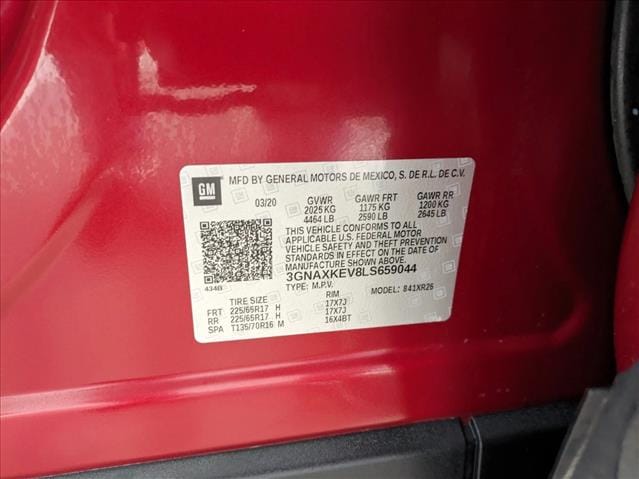 GM
MFD BY GENERAL MOTORS DE MEXICO, S. DE R.L. DE C.V.
03/20 GVWR GAWR FRT GAWR RR
2025 KG 1175 KG 1200 KG
4464 LB 2590 LB 2645 LB
THIS VEHICLE CONFORMS TO ALL
APPLICABLE U.S. FEDERAL MOTOR
VEHICLE SAFETY AND THEFT PREVENTION
STANDARDS IN EFFECT ON THE DATE OF
MANUFACTURE SHOWN ABOVE.
3GNAXKEV8LS659044
434B TYPE: M.P.V. MODEL: 841XR26
TIRE SIZE RIM
FRT 225/65R17 H 17X7J
RR 225/65R17 H 17X7J
SPA T135/70R16 M 16X4BT